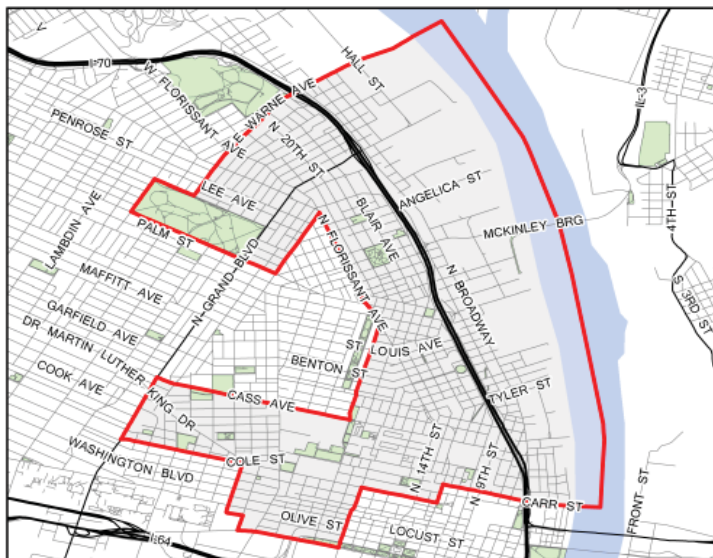 I-70
HALL ST
IL-3
W FLORISSANT AVE
E WARNE AVE
PENROSE ST
N 20TH ST
LEE AVE
ANGELICA ST
4TH ST
LAMBDIN AVE
PALM ST
BLAIR AVE
MCKINLEY BRG
N FLORISSANT AVE
N GRAND BLVD
MAFFITT AVE
N BROADWAY
S 3RD ST
GARFIELD AVE
DR MARTIN LUTHER KING DR
ST LOUIS AVE
BENTON ST
COOK AVE
CASS AVE
TYLER ST
WASHINGTON BLVD
COLE ST
N 14TH ST
N 9TH ST
CARR ST
OLIVE ST
LOCUST ST
FRONT ST
I-64